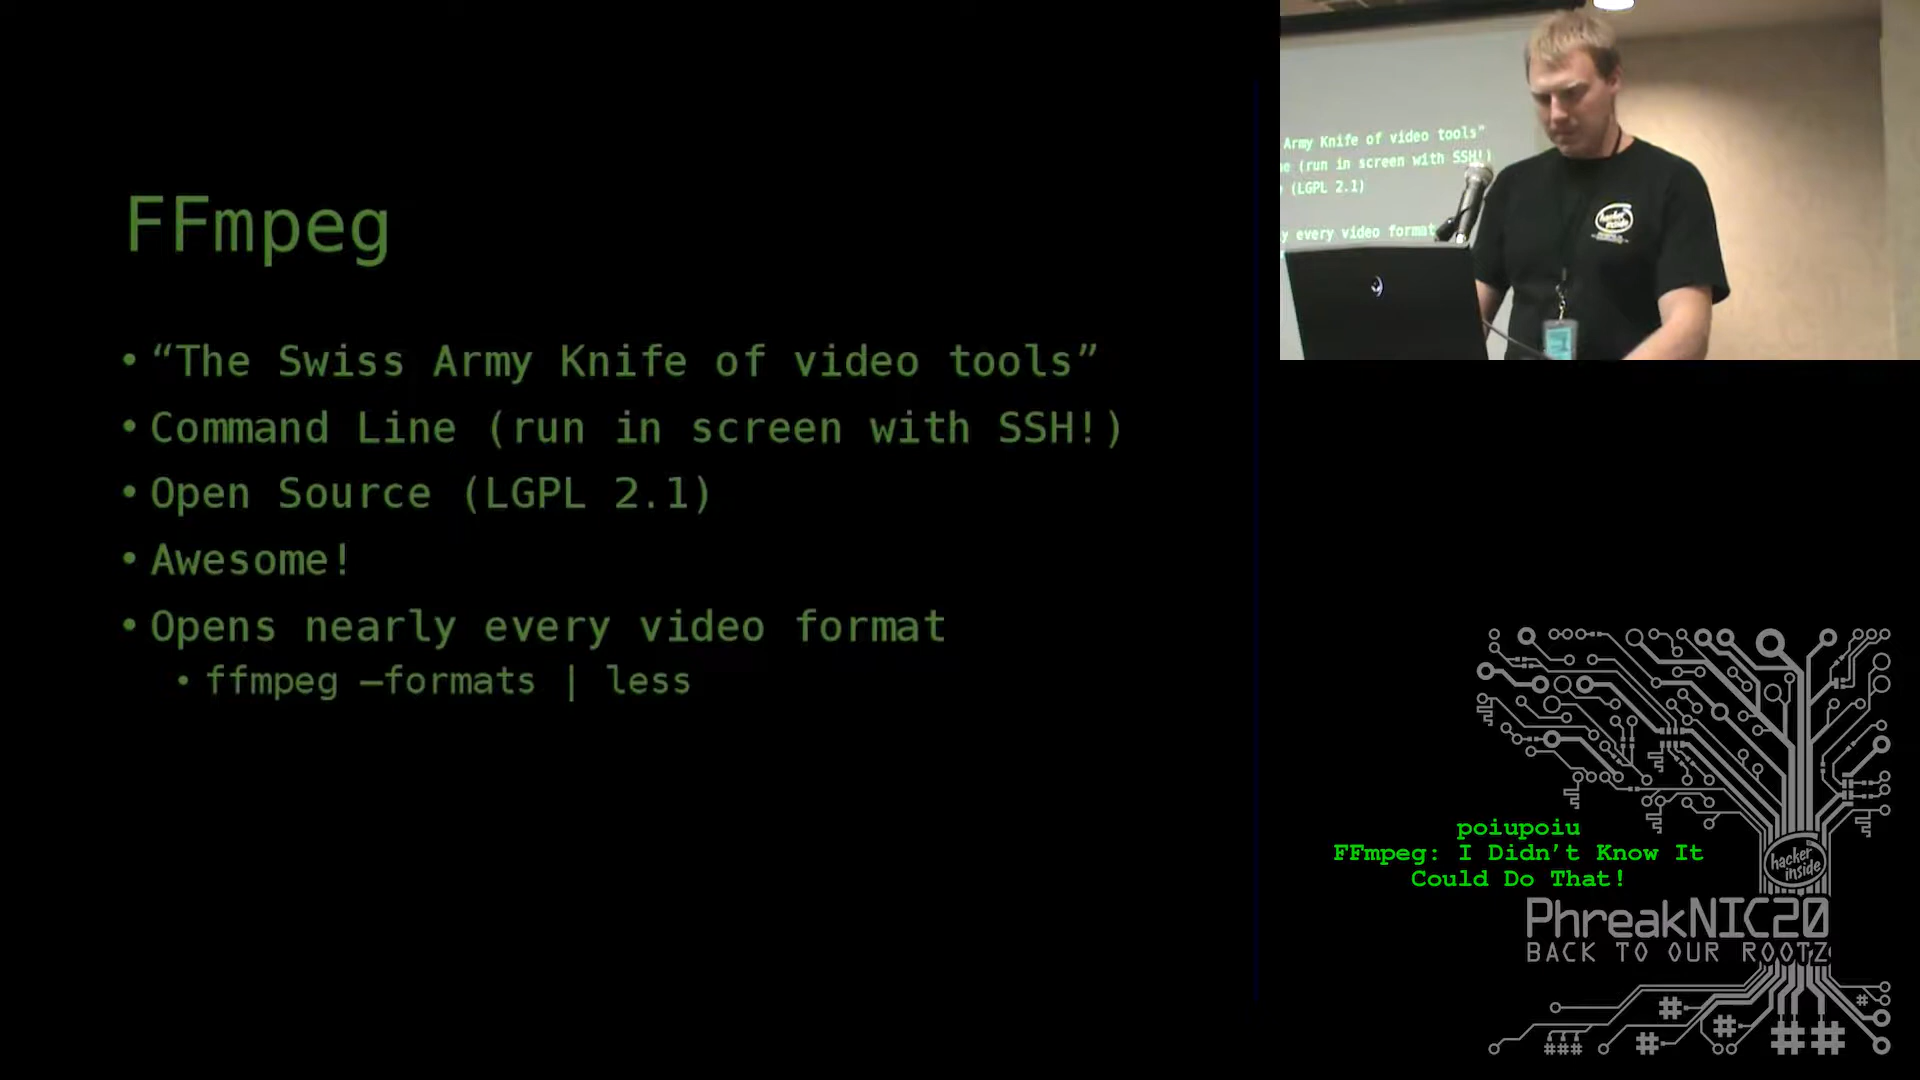 FFmpeg
• “The Swiss Army Knife of video tools”
• Command Line (run in screen with SSH!)
• Open Source (LGPL 2.1)
• Awesome!
• Opens nearly every video format
• ffmpeg –formats | less
Army Knife of video tools”
(run in screen with SSH!)
(LGPL 2.1)
y every video format
hacker
inside
poiupoiu
FFmpeg: I Didn’t Know It
Could Do That!
hacker
inside
PhreakNIC20
BACK TO OUR ROOTZ
# # #
### # ##